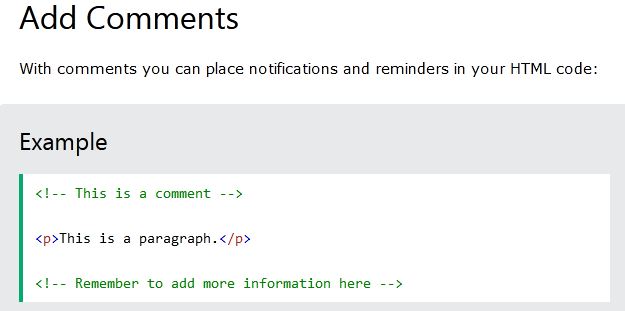 Add Comments
With comments you can place notifications and reminders in your HTML code:
Example
<!-- This is a comment -->
<p>This is a paragraph.</p>
<!-- Remember to add more information here -->